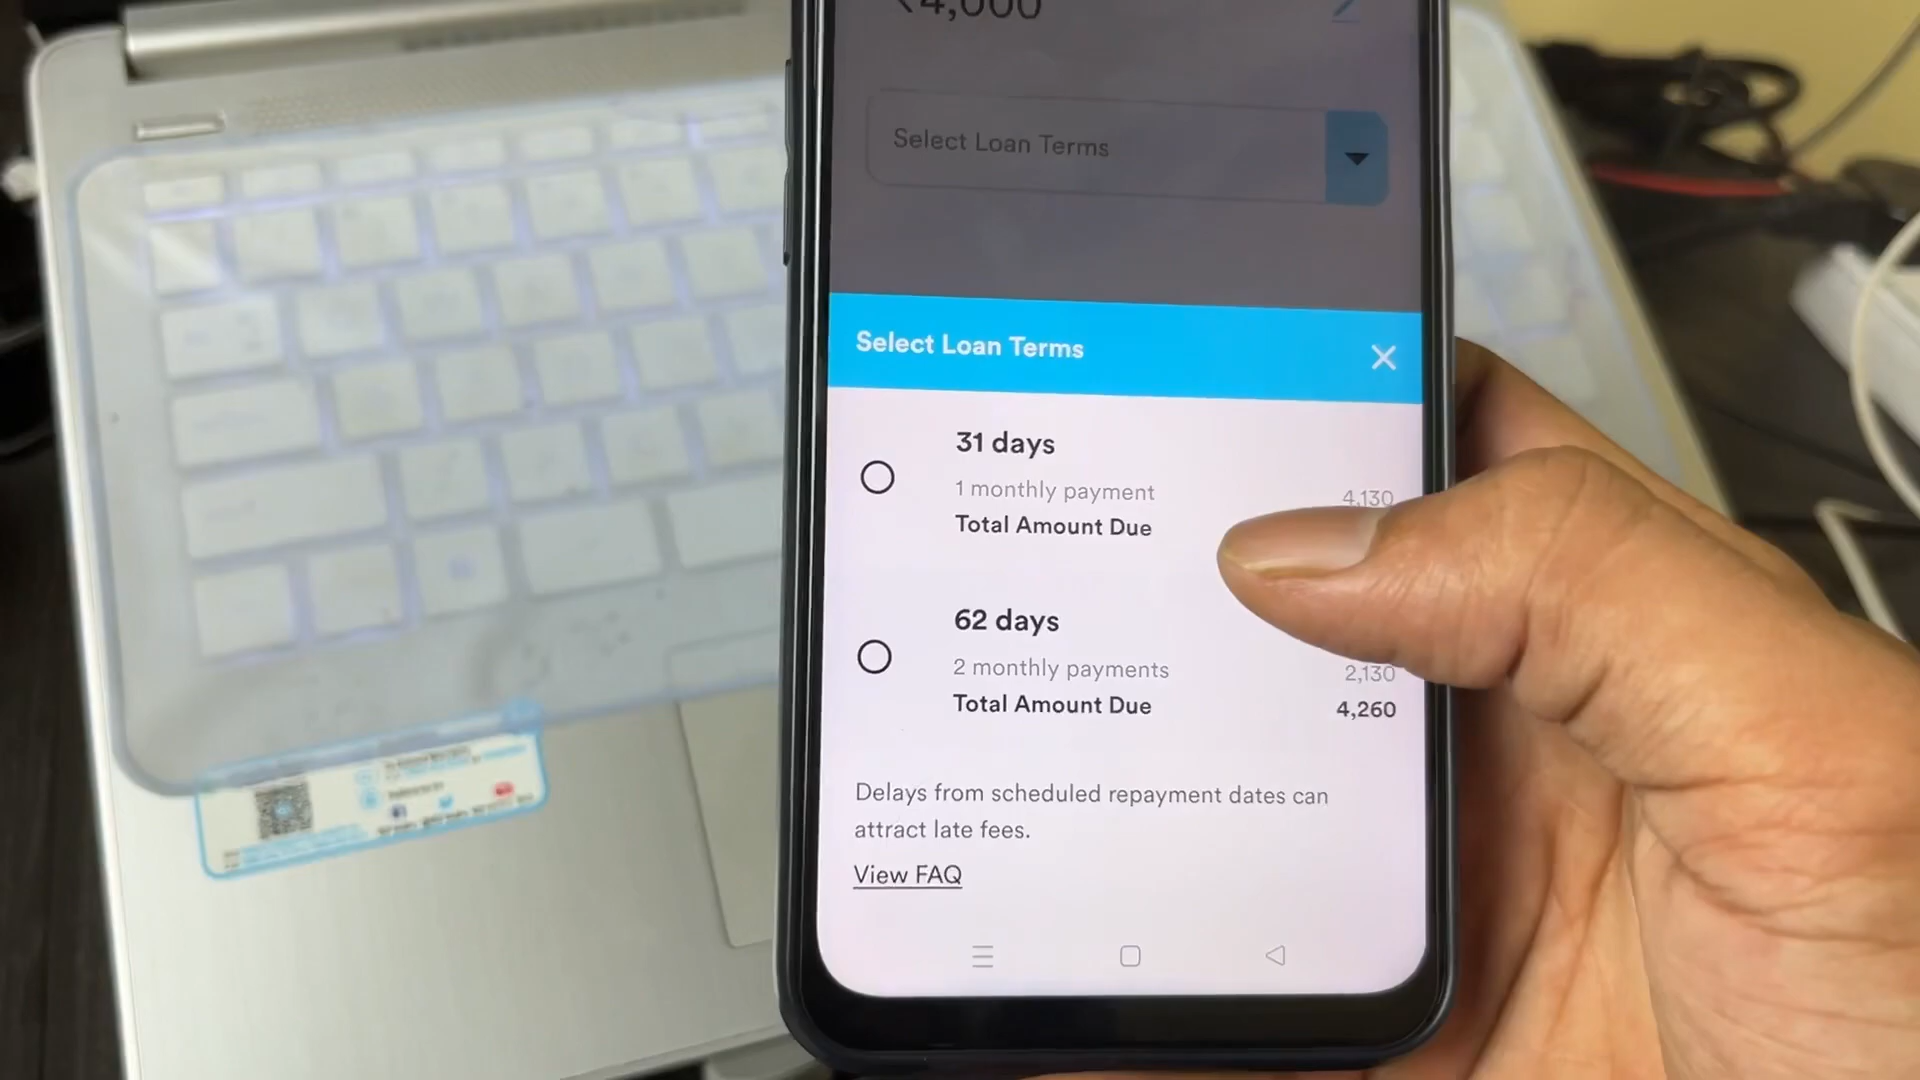 ₹4,000
Select Loan Terms
Select Loan Terms
31 days
1 monthly payment 4,130
Total Amount Due
62 days
2 monthly payments 2,130
Total Amount Due 4,260
Delays from scheduled repayment dates can
attract late fees.
View FAQ